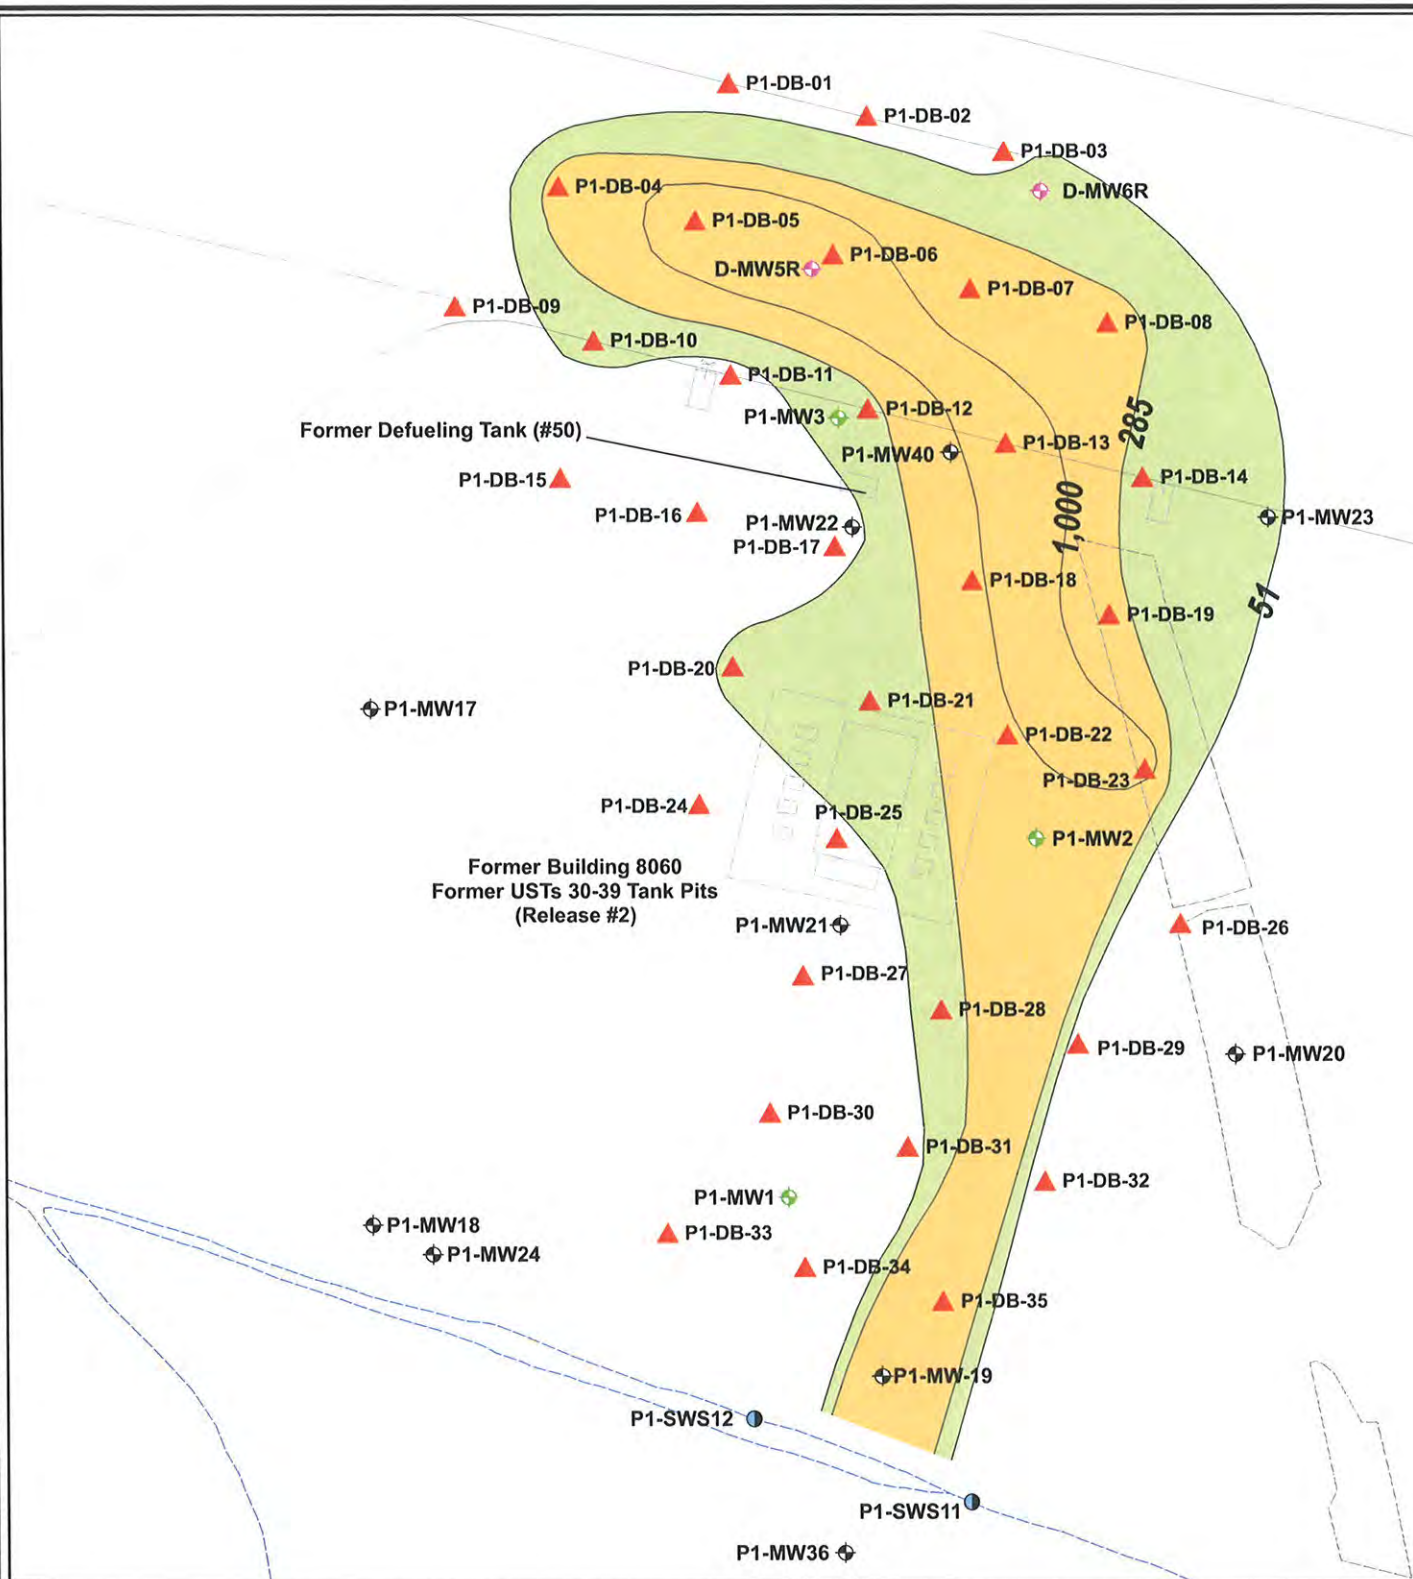 P1-DB-01
P1-DB-02
P1-DB-03
P1-DB-04
D-MW6R
P1-DB-05
P1-DB-06
D-MW5R
P1-DB-07
P1-DB-09
P1-DB-08
P1-DB-10
P1-DB-11
P1-DB-12
P1-MW3
285
Former Defueling Tank (#50)
P1-DB-13
P1-MW40
P1-DB-15
P1-DB-14
P1-DB-16
1,000
P1-MW22
P1-MW23
P1-DB-17
P1-DB-18
51
P1-DB-19
P1-DB-20
P1-DB-21
P1-MW17
P1-DB-22
P1-DB-23
P1-DB-24
P1-DB-25
P1-MW2
Former Building 8060
Former USTs 30-39 Tank Pits
(Release #2)
P1-MW21
P1-DB-26
P1-DB-27
P1-DB-28
P1-DB-29
P1-MW20
P1-DB-30
P1-DB-31
P1-DB-32
P1-MW1
P1-MW18
P1-DB-33
P1-MW24
P1-DB-34
P1-DB-35
P1-MW-19
P1-SWS12
P1-SWS11
P1-MW36